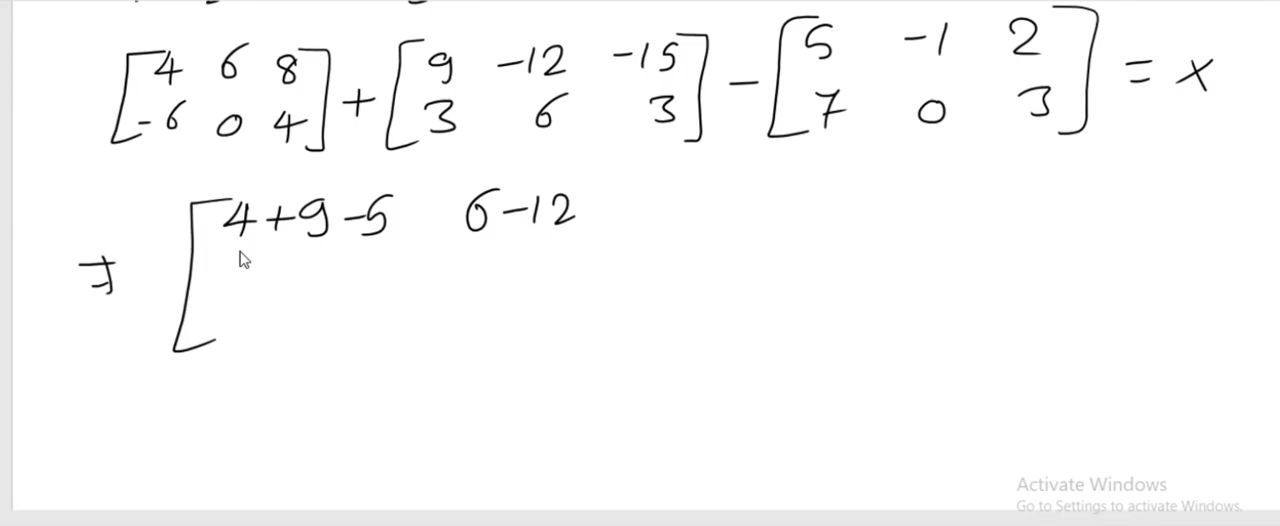 [4 6 8] + [9 -12 -15] - [5 -1 2] = x
[-6 0 4] [3 6 3] [7 0 3]
⇒ [4+9-5 6-12
Activate Windows
Go to Settings to activate Windows.